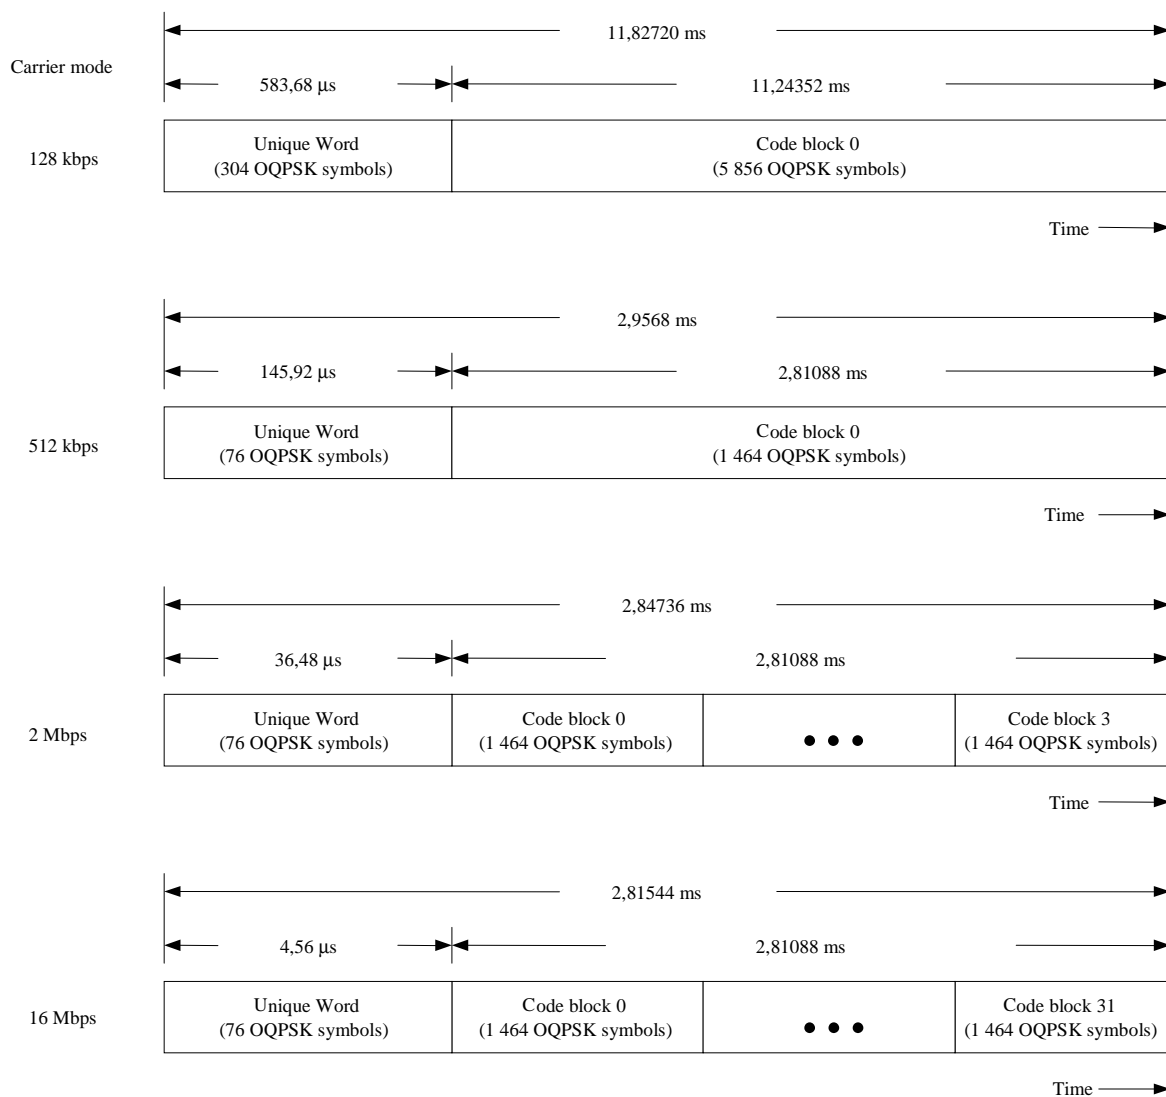 11,82720 ms
Carrier mode
583,68 μs
11,24352 ms
128 kbps
Unique Word
(304 OQPSK symbols)
Code block 0
(5 856 OQPSK symbols)
Time
2,9568 ms
145,92 μs
2,81088 ms
512 kbps
Unique Word
(76 OQPSK symbols)
Code block 0
(1 464 OQPSK symbols)
Time
2,84736 ms
36,48 μs
2,81088 ms
2 Mbps
Unique Word
(76 OQPSK symbols)
Code block 0
(1 464 OQPSK symbols)
Code block 3
(1 464 OQPSK symbols)
Time
2,81544 ms
4,56 μs
2,81088 ms
16 Mbps
Unique Word
(76 OQPSK symbols)
Code block 0
(1 464 OQPSK symbols)
Code block 31
(1 464 OQPSK symbols)
Time